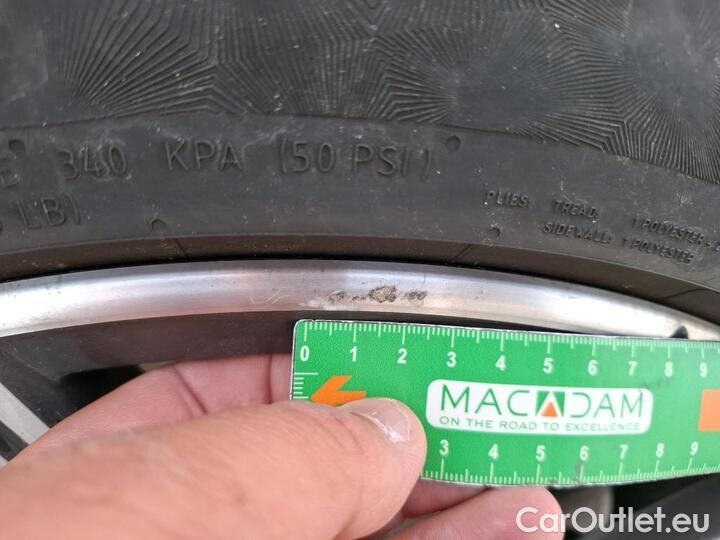 340 KPA (50 PSI)
LB)
PLIES: TREAD: 1 POLYESTER +
SIDEWALL: 1 POLYESTER
0 1 2 3 4 5 6 7 8 9
MACADAM
ON THE ROAD TO EXCELLENCE
3 4 5 6 7 8 9
CarOutlet.eu